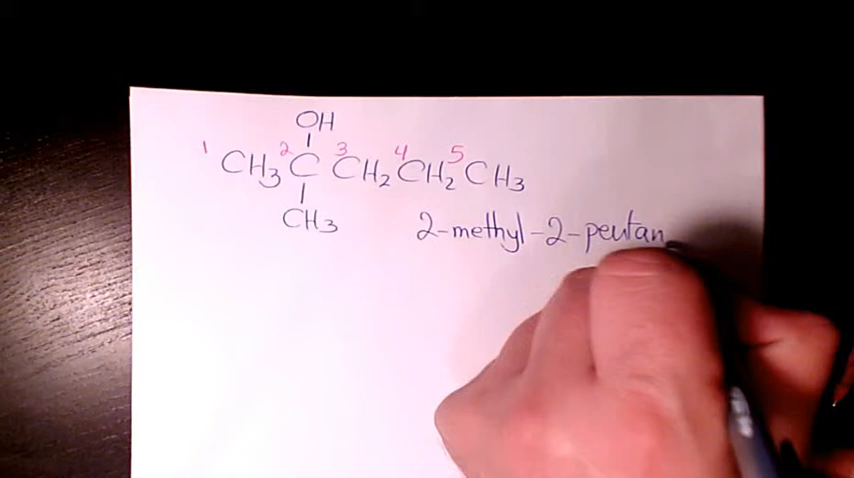 OH
1 2 3 4 5
CH3 C CH2 CH2 CH3
CH3
2-methyl-2-pentan